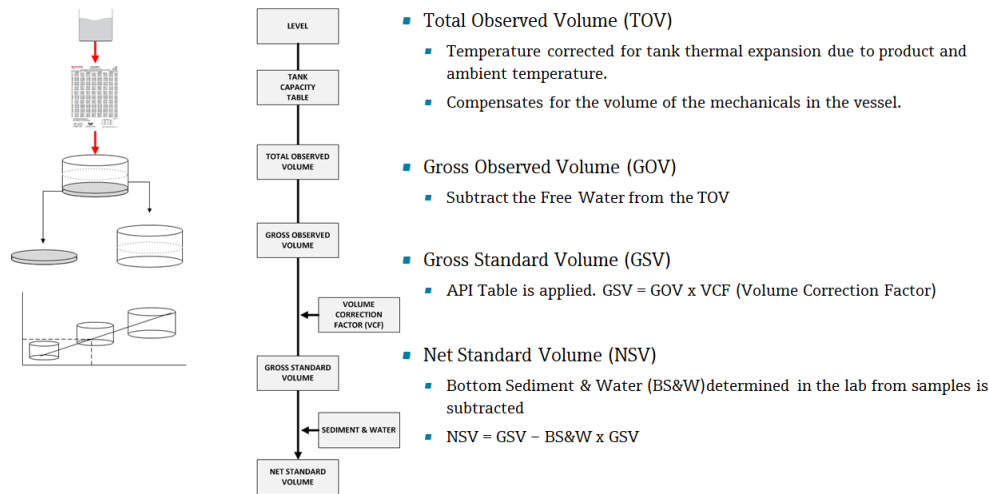 LEVEL
TANK
CAPACITY
TABLE
TOTAL OBSERVED
VOLUME
GROSS OBSERVED
VOLUME
VOLUME
CORRECTION
FACTOR (VCF)
GROSS STANDARD
VOLUME
SEDIMENT & WATER
NET STANDARD
VOLUME
Total Observed Volume (TOV)
Temperature corrected for tank thermal expansion due to product and
ambient temperature.
Compensates for the volume of the mechanicals in the vessel.
Gross Observed Volume (GOV)
Subtract the Free Water from the TOV
Gross Standard Volume (GSV)
API Table is applied. GSV = GOV x VCF (Volume Correction Factor)
Net Standard Volume (NSV)
Bottom Sediment & Water (BS&W)determined in the lab from samples is
subtracted
NSV = GSV – BS&W x GSV